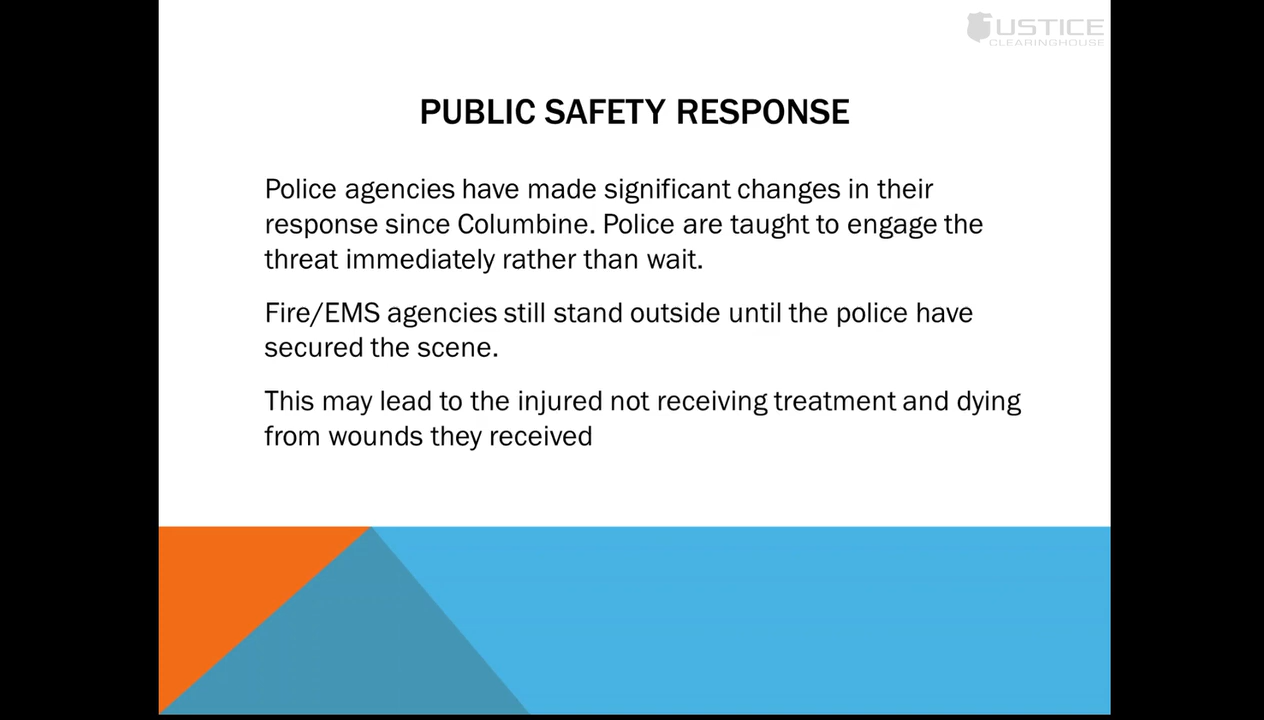 JUSTICE
CLEARINGHOUSE
PUBLIC SAFETY RESPONSE
Police agencies have made significant changes in their
response since Columbine. Police are taught to engage the
threat immediately rather than wait.
Fire/EMS agencies still stand outside until the police have
secured the scene.
This may lead to the injured not receiving treatment and dying
from wounds they received